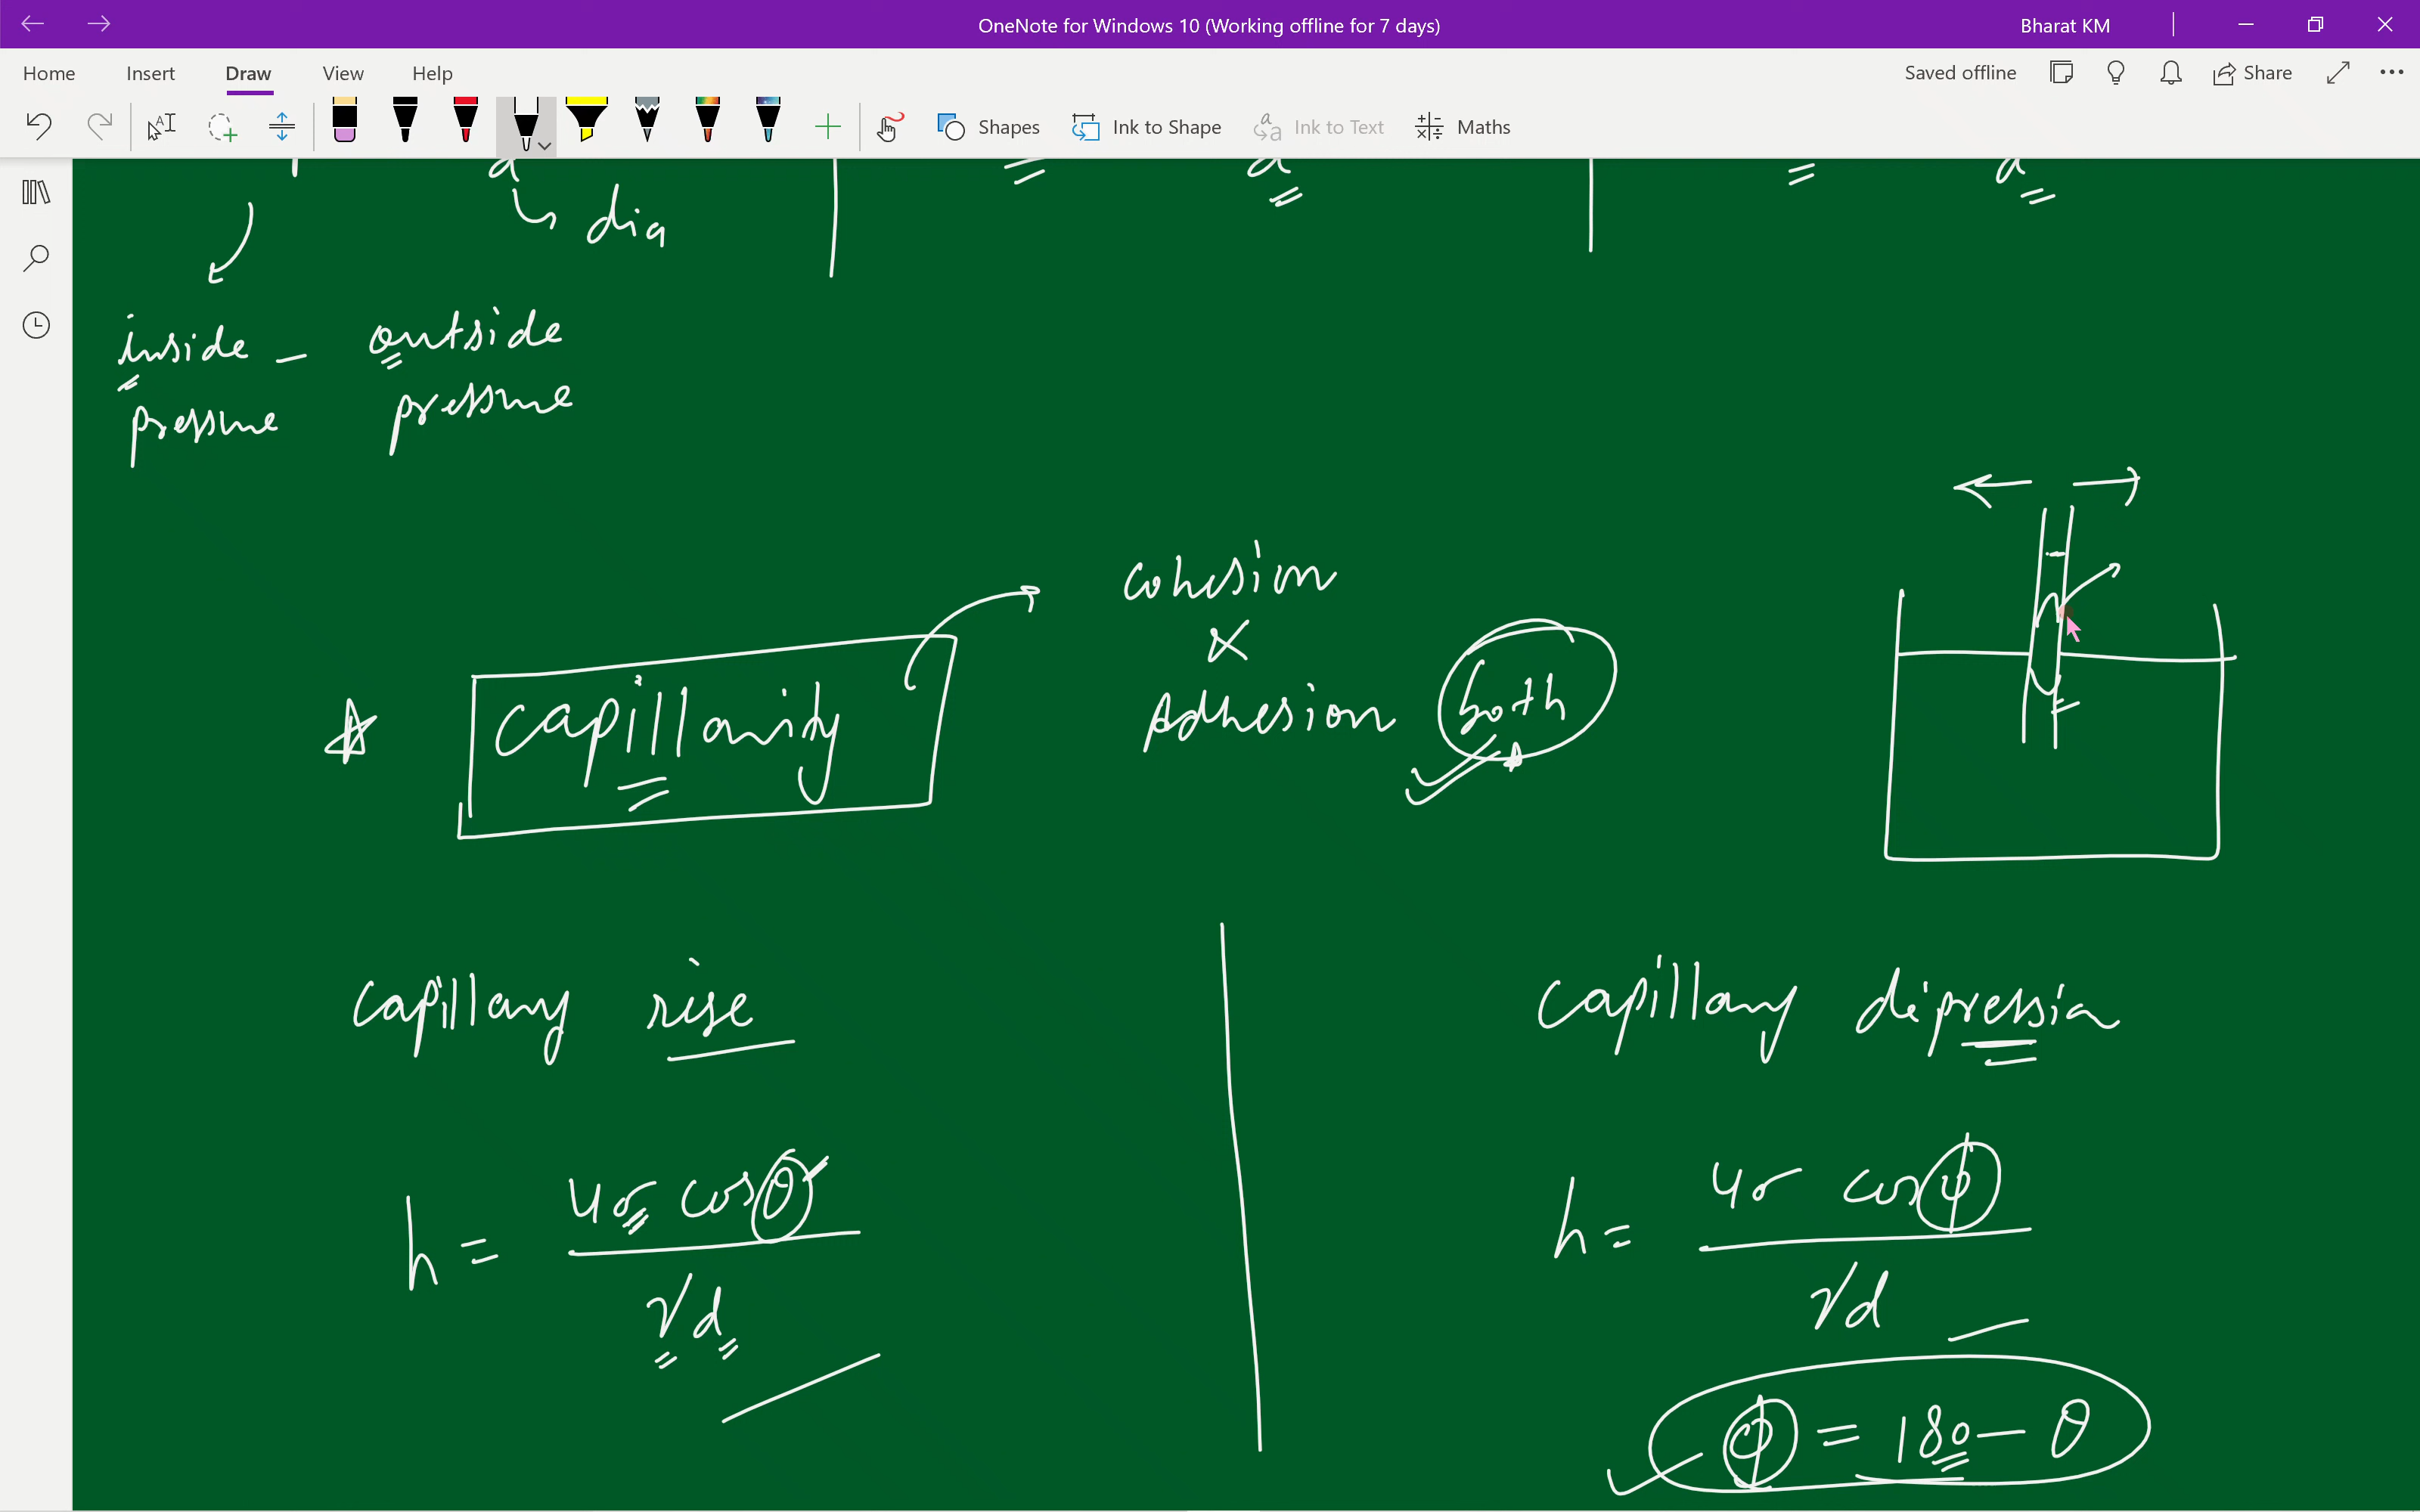 OneNote for Windows 10 (Working offline for 7 days)
Bharat KM
Home Insert Draw View Help
Saved offline Share
Shapes Ink to Shape Ink to Text Maths
d = d = d
dia
inside – outside
pressure pressure
cohesion
&
Adhesion both
capillarity
capillary rise
capillary dipression
h = 4σ cosθ / γd
h = 4σ cosϕ / γd
ϕ = 180 – θ